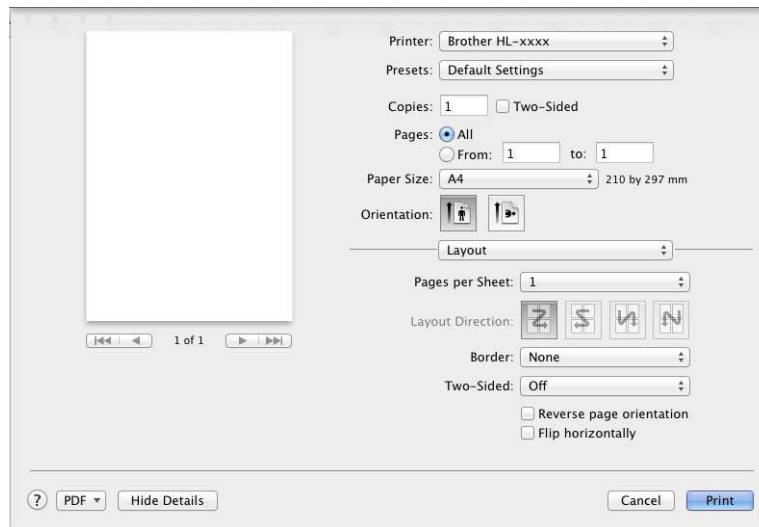 Printer: Brother HL-xxxx
Presets: Default Settings
Copies: 1 Two-Sided
Pages: All
From: 1 to: 1
Paper Size: A4 210 by 297 mm
Orientation:
Layout
Pages per Sheet: 1
Layout Direction:
Border: None
Two-Sided: Off
Reverse page orientation
Flip horizontally
1 of 1
? PDF Hide Details Cancel Print